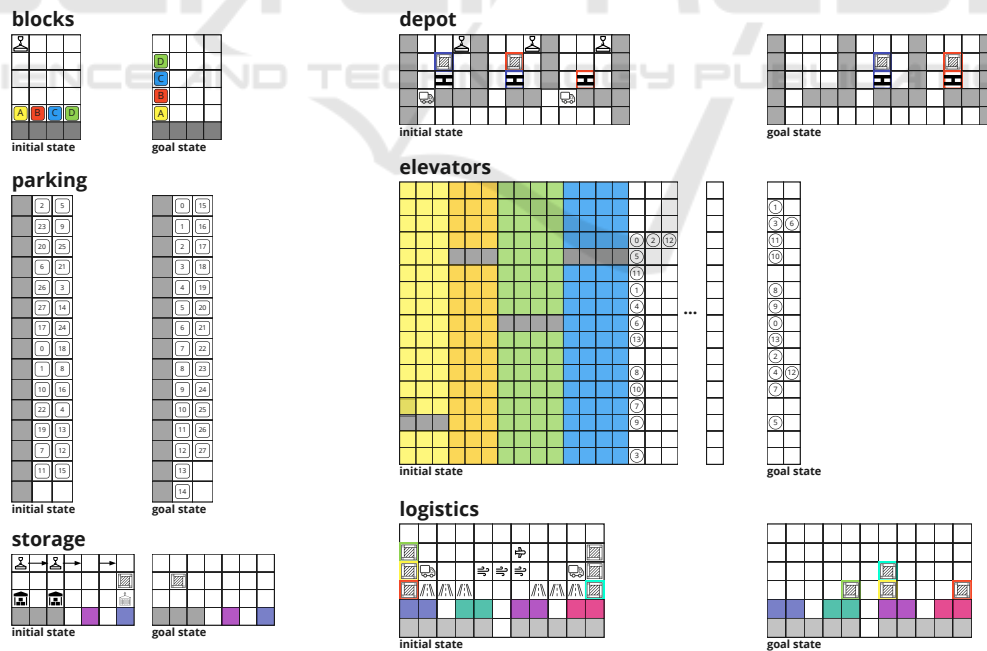 blocks
A B C D
initial state
D
C
B
A
goal state
depot
initial state
goal state
parking
2 5
23 9
20 25
6 21
26 3
27 14
17 24
0 18
1 8
10 16
22 4
19 13
7 12
11 15
initial state
0 15
1 16
2 17
3 18
4 19
5 20
6 21
7 22
8 23
9 24
10 25
11 26
12 27
13
14
goal state
elevators
0 2 12
5
11
1
4
6
13
8
10
7
9
3
initial state
...
1
3 6
11
10
8
9
0
13
2
4 12
7
5
goal state
storage
initial state
goal state
logistics
initial state
goal state